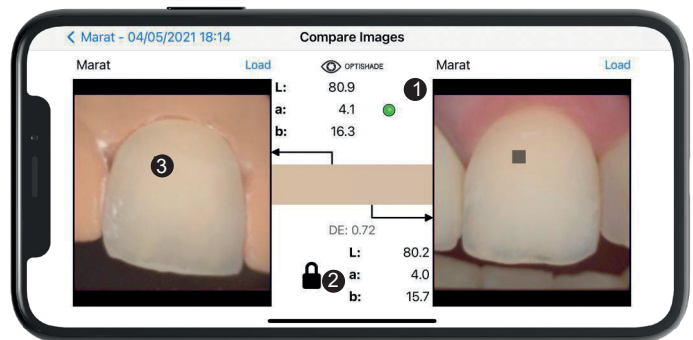 Marat - 04/05/2021 18:14
Compare Images
Marat
Load
OPTISHADE
Marat
Load
L: 80.9
1
a: 4.1
b: 16.3
3
DE: 0.72
L: 80.2
2
a: 4.0
b: 15.7